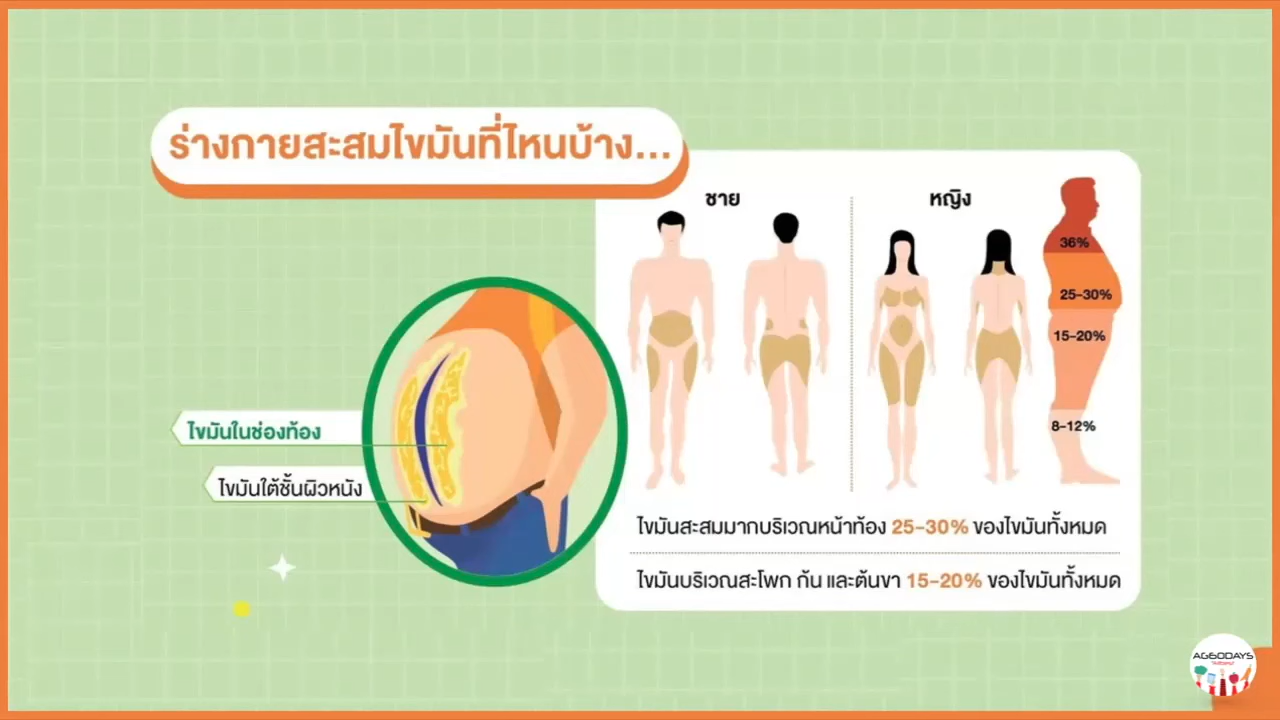 ร่างกายสะสมไขมันที่ไหนบ้าง...
ชาย
หญิง
36%
25-30%
15-20%
8-12%
ไขมันในช่องท้อง
ไขมันใต้ชั้นผิวหนัง
ไขมันสะสมมากบริเวณหน้าท้อง 25-30% ของไขมันทั้งหมด
ไขมันบริเวณสะโพก ก้น และต้นขา 15-20% ของไขมันทั้งหมด
AG60DAYS